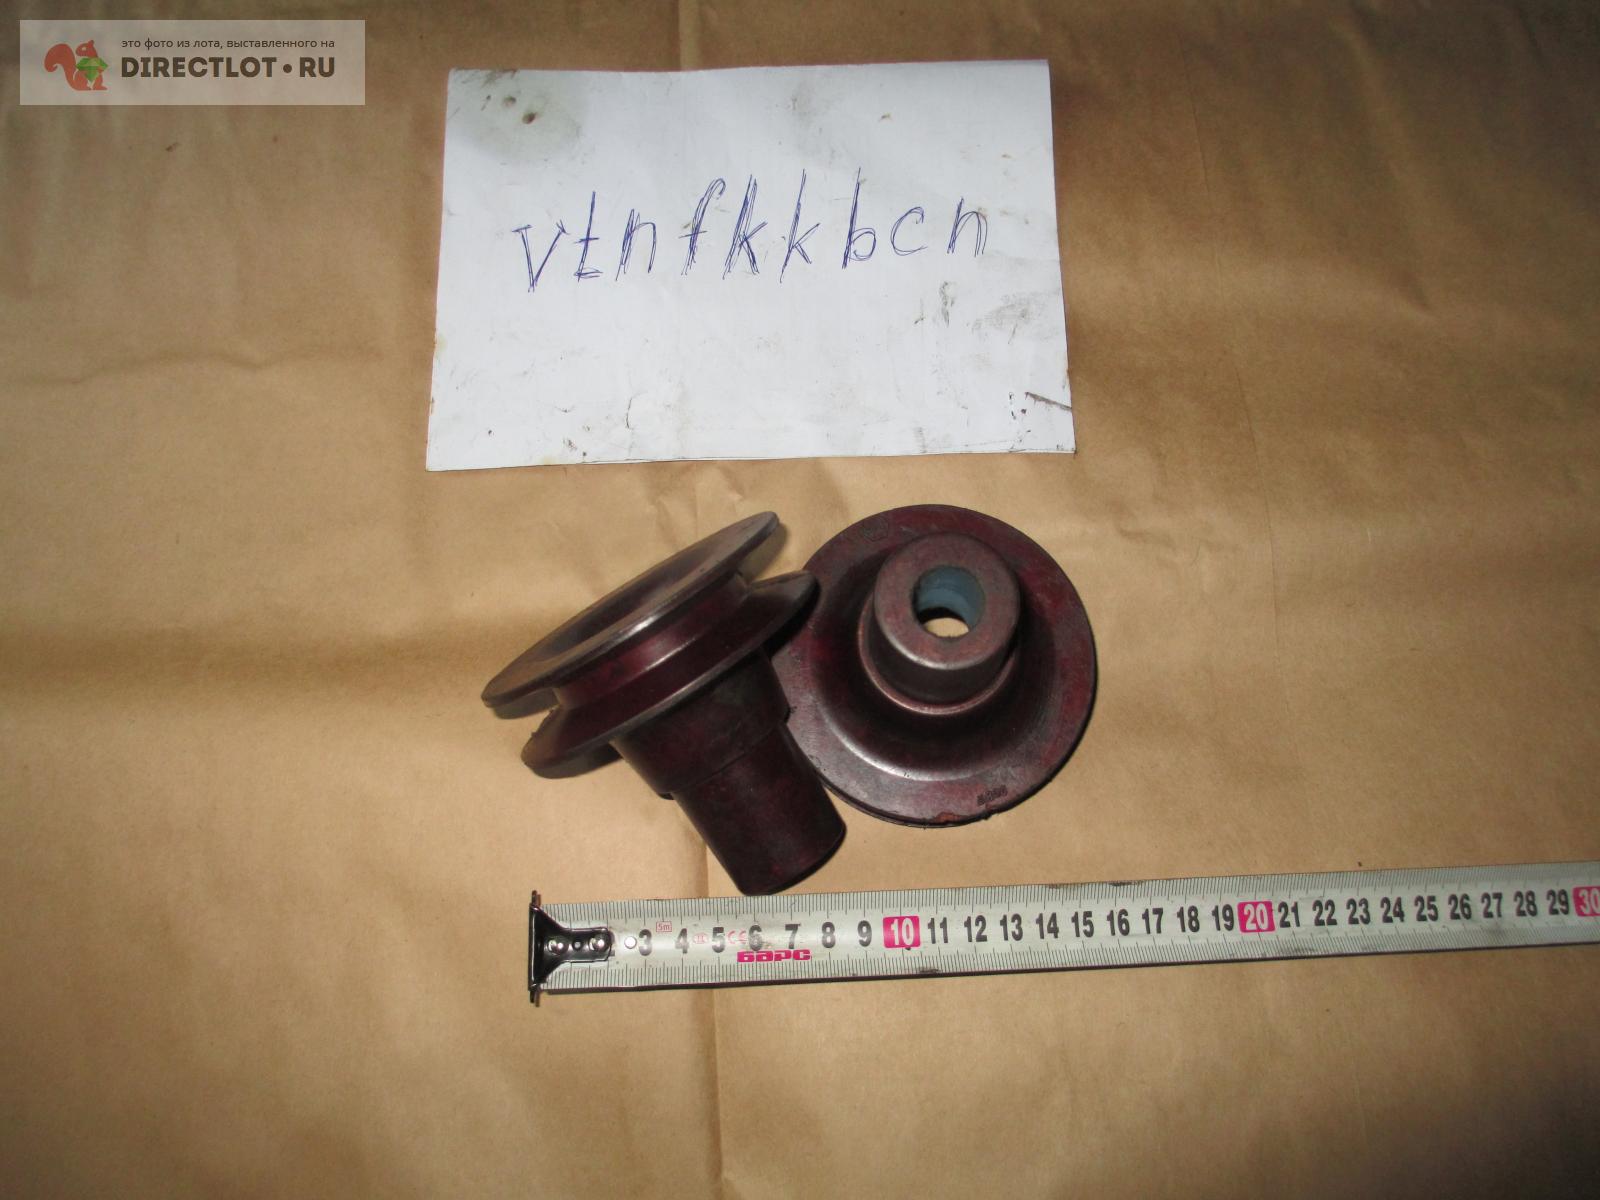 это фото из лота, выставленного на
DIRECTLOT•RU
vtnfkkbcn
3 5m 4 5 CE 6 7 8 9 10 11 12 13 14 15 16 17 18 19 20 21 22 23 24 25 26 27 28 29 30
барс